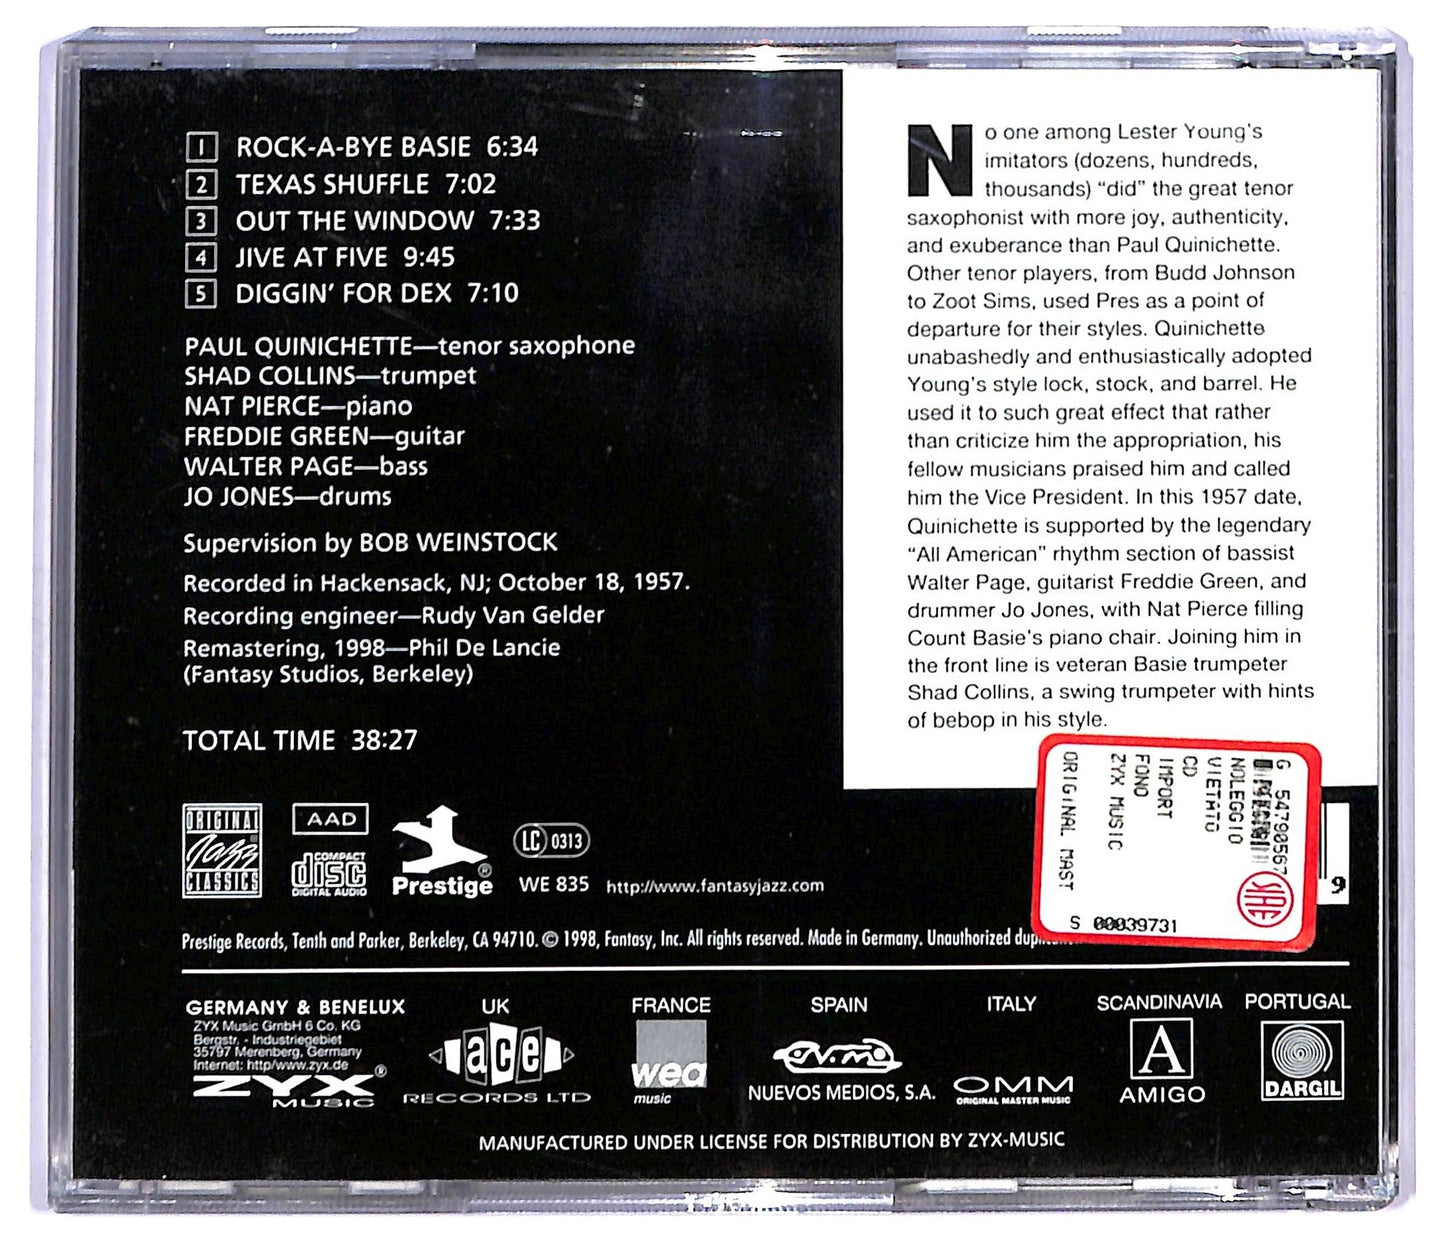 1 ROCK-A-BYE BASIE 6:34
2 TEXAS SHUFFLE 7:02
3 OUT THE WINDOW 7:33
4 JIVE AT FIVE 9:45
5 DIGGIN' FOR DEX 7:10
PAUL QUINICHETTE—tenor saxophone
SHAD COLLINS—trumpet
NAT PIERCE—piano
FREDDIE GREEN—guitar
WALTER PAGE—bass
JO JONES—drums
Supervision by BOB WEINSTOCK
Recorded in Hackensack, NJ; October 18, 1957.
Recording engineer—Rudy Van Gelder
Remastering, 1998—Phil De Lancie
(Fantasy Studios, Berkeley)
TOTAL TIME 38:27
No one among Lester Young's
imitators (dozens, hundreds,
thousands) “did” the great tenor
saxophonist with more joy, authenticity,
and exuberance than Paul Quinichette.
Other tenor players, from Budd Johnson
to Zoot Sims, used Pres as a point of
departure for their styles. Quinichette
unabashedly and enthusiastically adopted
Young's style lock, stock, and barrel. He
used it to such great effect that rather
than criticize him the appropriation, his
fellow musicians praised him and called
him the Vice President. In this 1957 date,
Quinichette is supported by the legendary
“All American” rhythm section of bassist
Walter Page, guitarist Freddie Green, and
drummer Jo Jones, with Nat Pierce filling
Count Basie's piano chair. Joining him in
the front line is veteran Basie trumpeter
Shad Collins, a swing trumpeter with hints
of bebop in his style.
G 54790567
NOLEGGIO
VIETATO
CD
IMPORT
FONO
ZYX MUSIC
ORIGINAL MAST
S 00039731
SIAE
9
ORIGINAL
Jazz
CLASSICS
AAD
COMPACT
disc
DIGITAL AUDIO
Prestige®
LC 0313
WE 835 http://www.fantasyjazz.com
Prestige Records, Tenth and Parker, Berkeley, CA 94710. © 1998, Fantasy, Inc. All rights reserved. Made in Germany. Unauthorized
GERMANY & BENELUX
ZYX Music GmbH 6 Co. KG
Bergstr. - Industriegebiet
35797 Merenberg, Germany
Internet: http/www.zyx.de
ZYX®
MUSIC
UK
ace
RECORDS LTD
FRANCE
wea
music
SPAIN
N.M
NUEVOS MEDIOS, S.A.
ITALY
OMM
ORIGINAL MASTER MUSIC
SCANDINAVIA
A
AMIGO
PORTUGAL
DARGIL
MANUFACTURED UNDER LICENSE FOR DISTRIBUTION BY ZYX-MUSIC